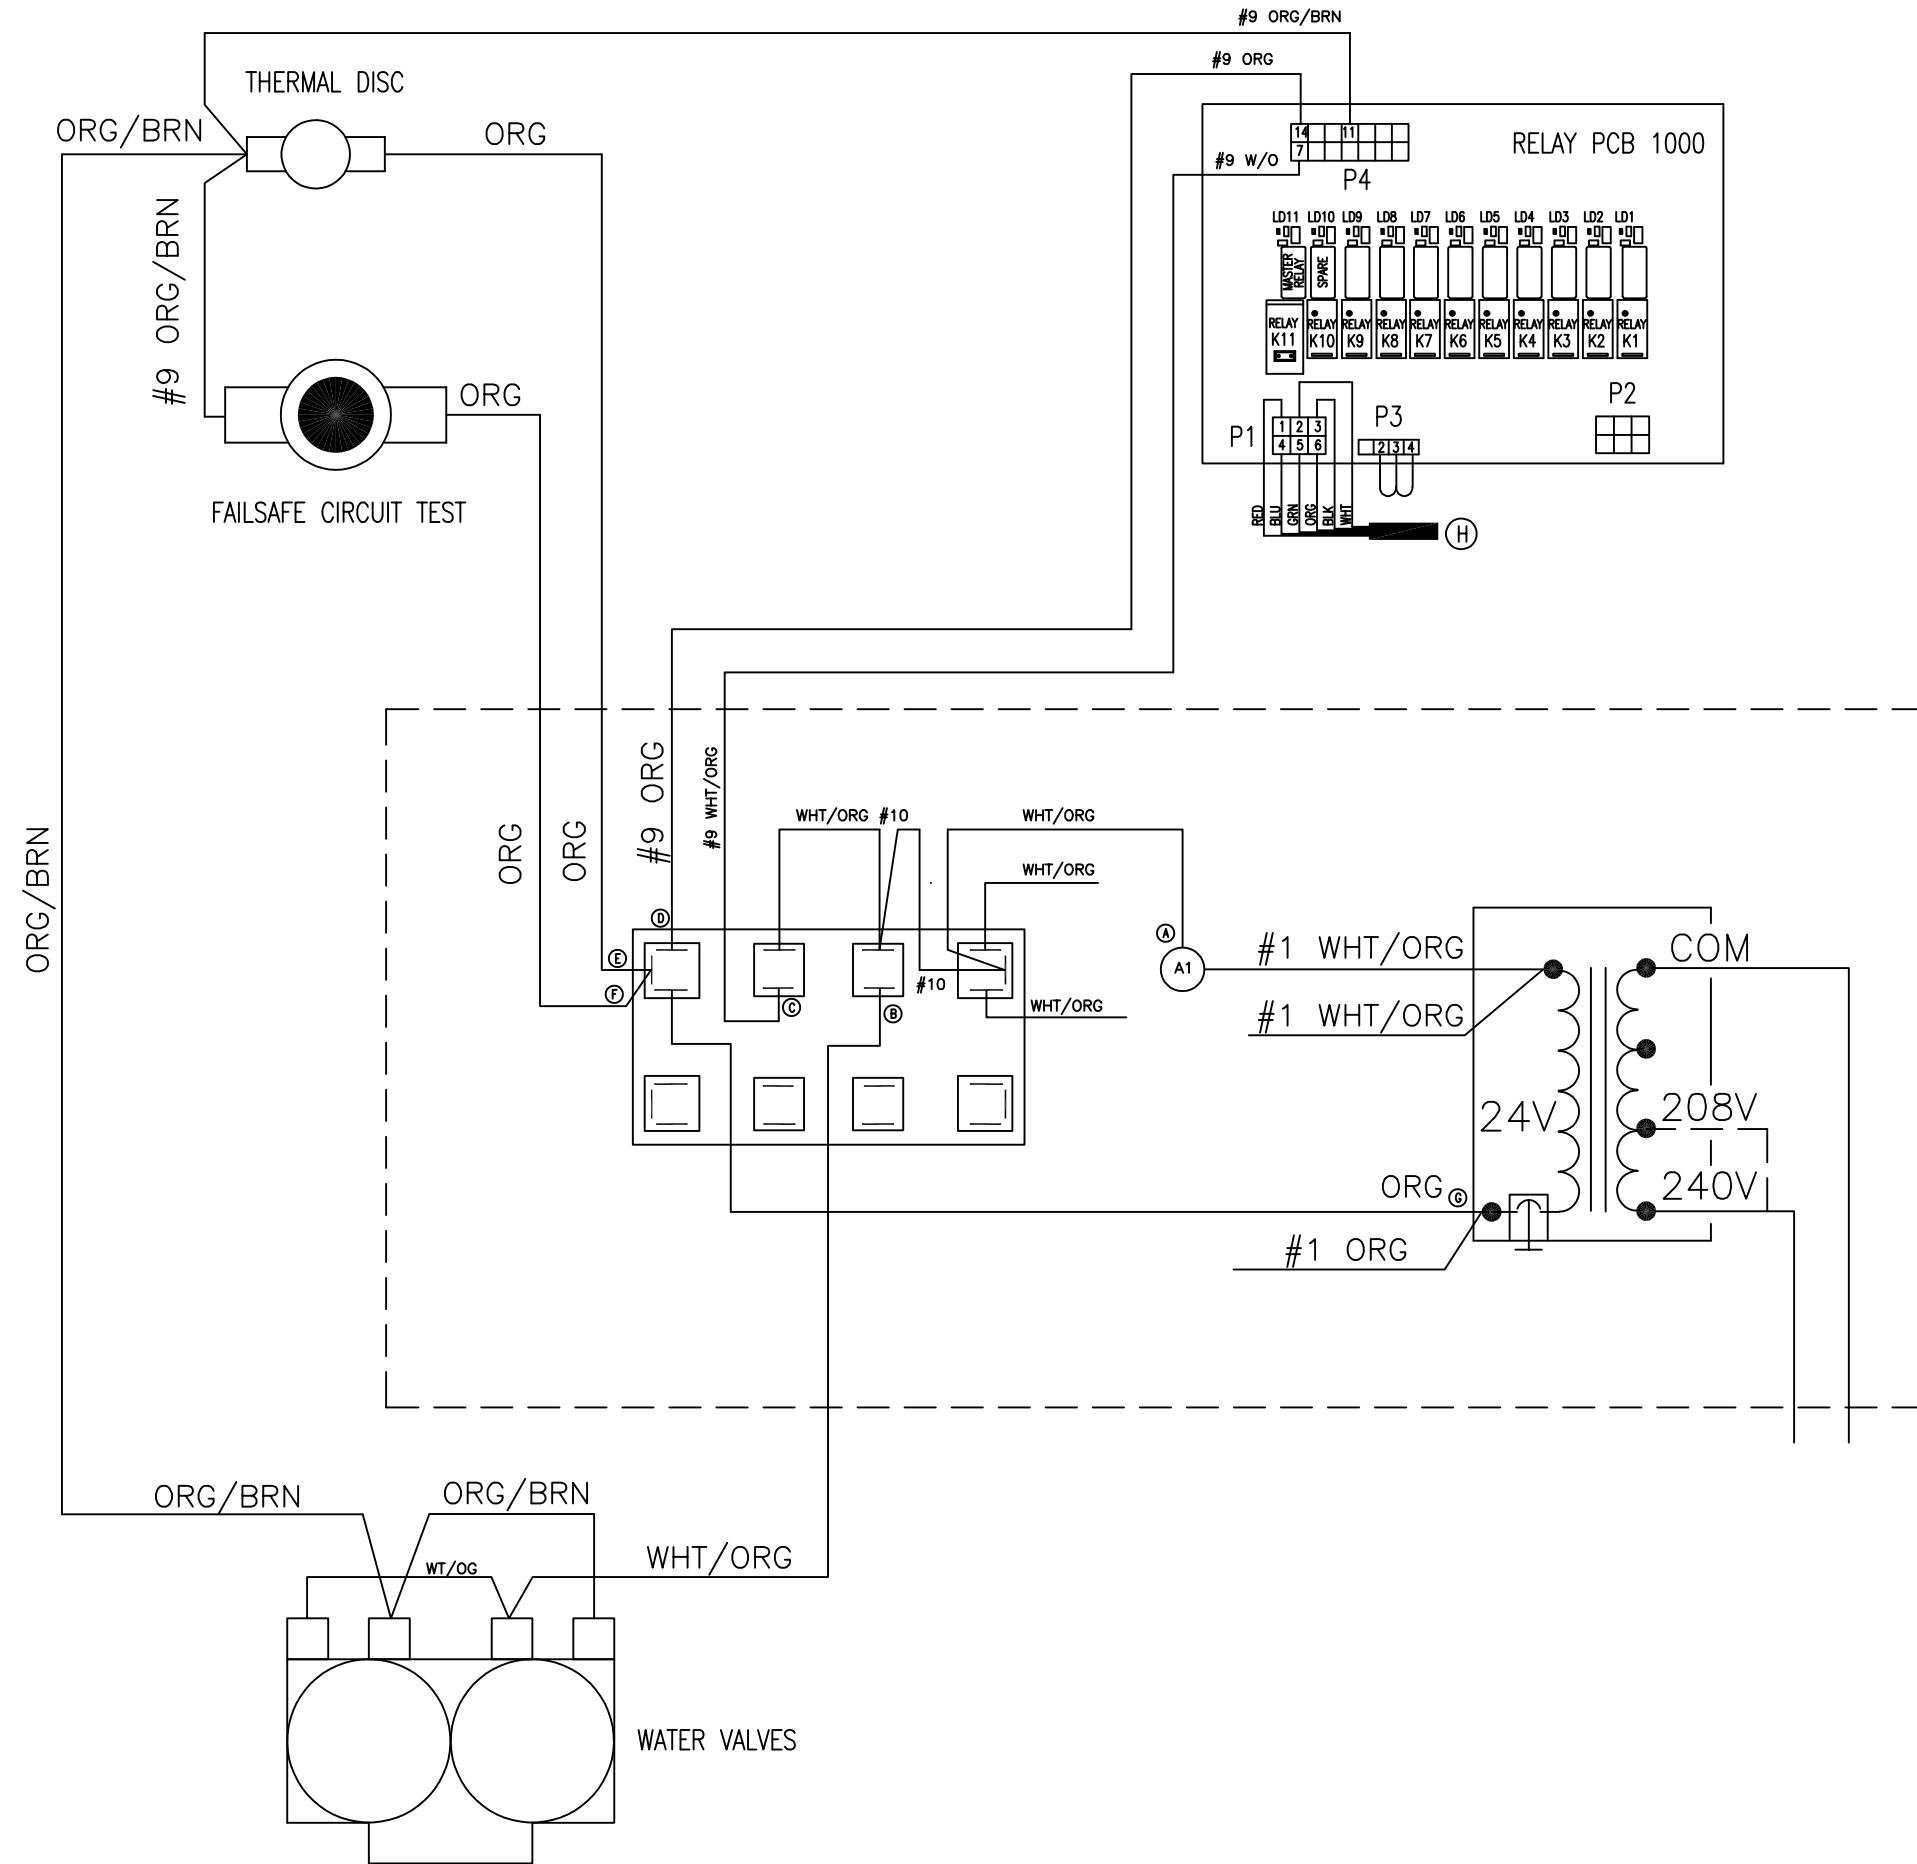 #9 ORG/BRN
#9 ORG
THERMAL DISC
ORG/BRN
ORG
14 11
7
RELAY PCB 1000
#9 W/O
P4
#9 ORG/BRN
LD11 LD10 LD9 LD8 LD7 LD6 LD5 LD4 LD3 LD2 LD1
MASTER RELAY
SPARE
RELAY K11
RELAY K10
RELAY K9
RELAY K8
RELAY K7
RELAY K6
RELAY K5
RELAY K4
RELAY K3
RELAY K2
RELAY K1
ORG
P2
P3
P1
1 2 3
4 5 6
2 3 4
FAILSAFE CIRCUIT TEST
RED
BLU
GRN
ORG
BLK
WHT
H
ORG/BRN
ORG
ORG
#9 ORG
#9 WHT/ORG
WHT/ORG #10
WHT/ORG
WHT/ORG
D
E
F
C
B
#10
WHT/ORG
A
A1
#1 WHT/ORG
#1 WHT/ORG
COM
24V
208V
240V
ORG
G
#1 ORG
ORG/BRN
ORG/BRN
WT/OG
WHT/ORG
WATER VALVES